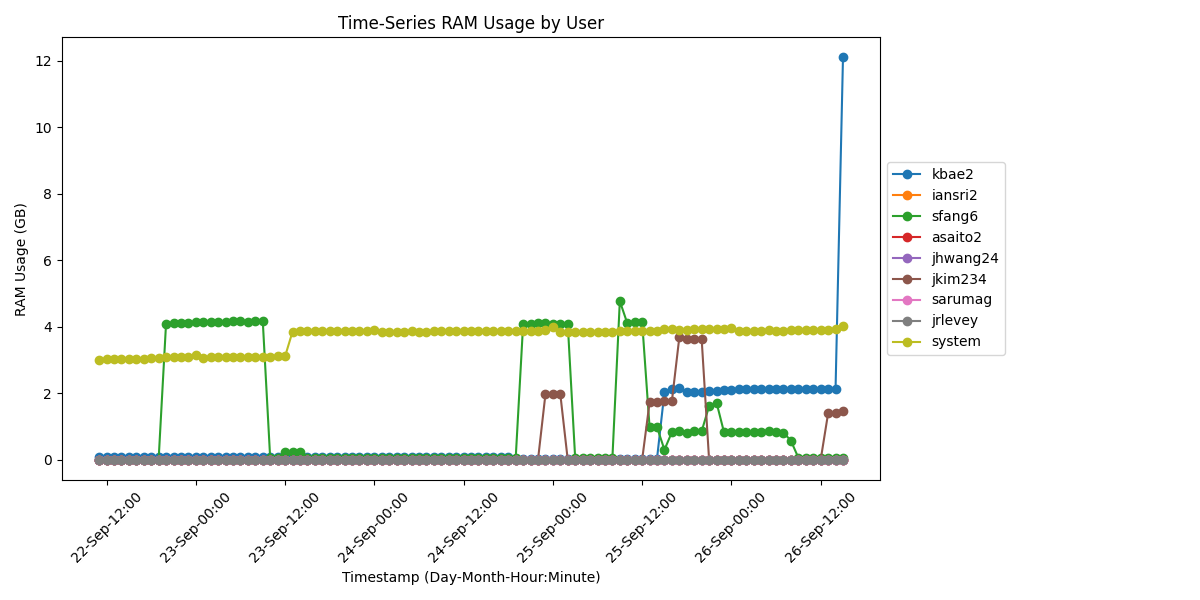 Time-Series RAM Usage by User
12
10
8
6
4
2
0
RAM Usage (GB)
22-Sep-12:00
23-Sep-00:00
23-Sep-12:00
24-Sep-00:00
24-Sep-12:00
25-Sep-00:00
25-Sep-12:00
26-Sep-00:00
26-Sep-12:00
Timestamp (Day-Month-Hour:Minute)
kbae2
iansri2
sfang6
asaito2
jhwang24
jkim234
sarumag
jrlevey
system